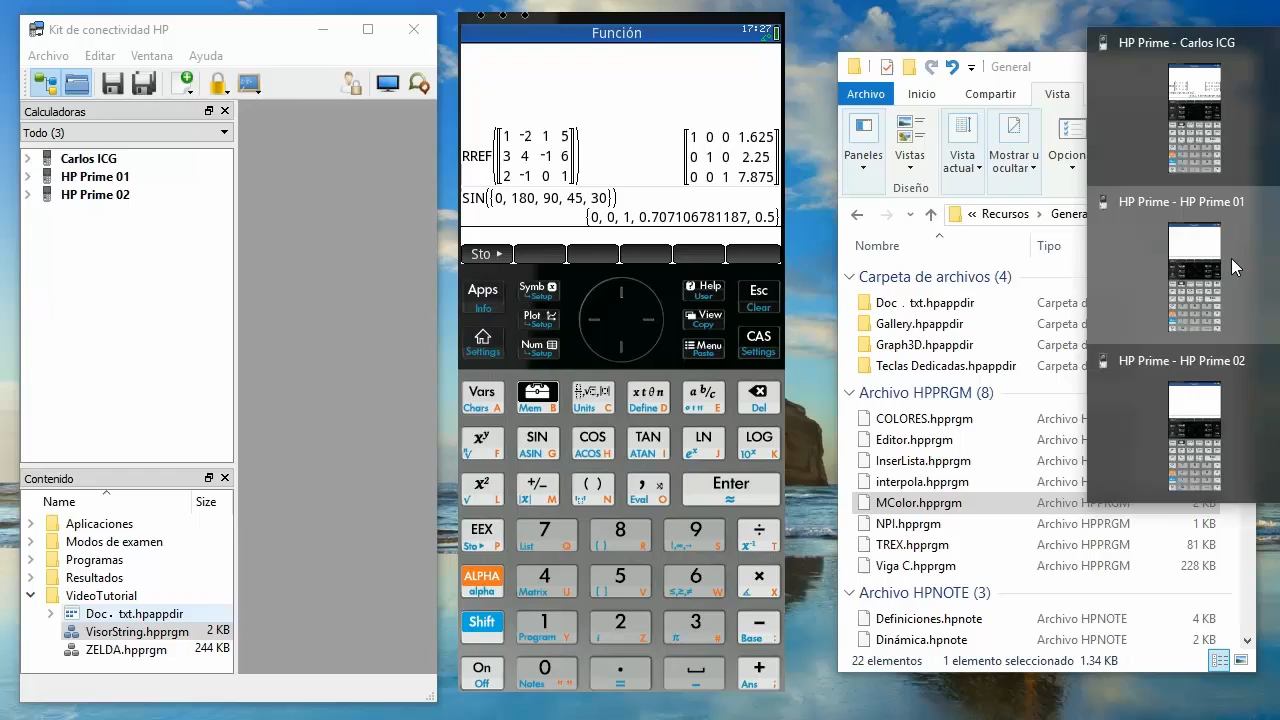 Kit de conectividad HP
Archivo Editar Ventana Ayuda
Calculadoras
Todo (3)
Carlos ICG
HP Prime 01
HP Prime 02
Contenido
Name Size
Aplicaciones
Modos de examen
Programas
Resultados
VideoTutorial
Doc . txt.hpappdir
VisorString.hpprgm 2 KB
ZELDA.hpprgm 244 KB
Función 17:27
1 -2 1 5 1 0 0 1.625
RREF 3 4 -1 6 0 1 0 2.25
2 -1 0 1 0 0 1 7.875
SIN({0, 180, 90, 45, 30})
{0, 0, 1, 0.707106781187, 0.5}
Sto ▸
Apps Info
Symb Setup
Help User
Esc Clear
Plot Setup
View Copy
Settings
Num Setup
Menu Paste
CAS Settings
Vars Chars A
Mem B
Units C
x t θ n Define D
a b/c E
Del
xʸ F
SIN ASIN G
COS ACOS H
TAN ATAN I
LN eˣ J
LOG 10ˣ K
x² √ L
+/− |x| M
( ) N
, Eval O
Enter ≈
EEX Sto ▸ P
7 List Q
8 { } R
9 S
÷ x⁻¹ T
ALPHA alpha
4 Matrix U
5 [ ] V
6 ≤,≥,≠ W
× ∡ X
Shift
1 Program Y
2 i Z
3 π #
− Base :
On Off
0 Notes " "
. =
_
+ Ans ;
General
Archivo Inicio Compartir Vista
Paneles
Vistas
Vista actual
Mostrar u ocultar
Opcion
Diseño
« Recursos › Genera
Nombre Tipo
Carpeta de archivos (4)
Doc . txt.hpappdir Carpeta d
Gallery.hpappdir Carpeta d
Graph3D.hpappdir Carpeta d
Teclas Dedicadas.hpappdir Carpeta d
Archivo HPPRGM (8)
COLORES.hpprgm Archivo H
Editor.hpprgm Archivo H
InserLista.hpprgm Archivo H
interpola.hpprgm Archivo H
MColor.hpprgm Archivo HPPRGM 2 KB
NPI.hpprgm Archivo HPPRGM 1 KB
TREX.hpprgm Archivo HPPRGM 81 KB
Viga C.hpprgm Archivo HPPRGM 228 KB
Archivo HPNOTE (3)
Definiciones.hpnote Archivo HPNOTE 4 KB
Dinámica.hpnote Archivo HPNOTE 2 KB
22 elementos 1 elemento seleccionado 1.34 KB
HP Prime - Carlos ICG
HP Prime - HP Prime 01
HP Prime - HP Prime 02